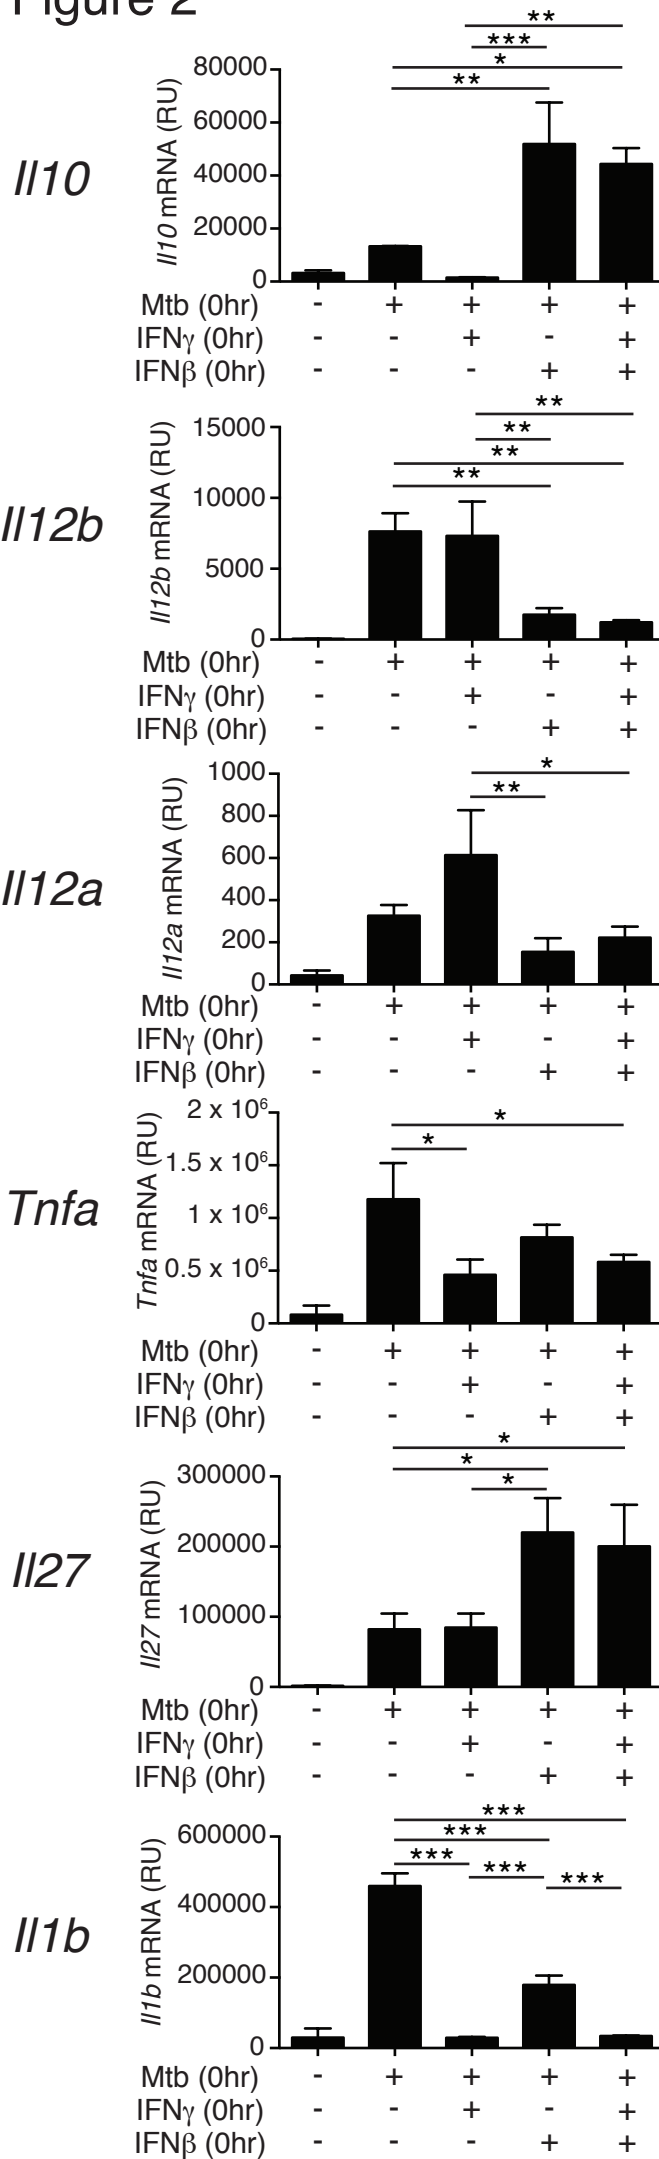 Figure 2
**
***
*
**
Il10
Il10 mRNA (RU)
80000
60000
40000
20000
0
Mtb (0hr) - + + + +
IFNγ (0hr) - - + - +
IFNβ (0hr) - - - + +
**
**
**
**
Il12b
Il12b mRNA (RU)
15000
10000
5000
0
Mtb (0hr) - + + + +
IFNγ (0hr) - - + - +
IFNβ (0hr) - - - + +
*
**
Il12a
Il12a mRNA (RU)
1000
800
600
400
200
0
Mtb (0hr) - + + + +
IFNγ (0hr) - - + - +
IFNβ (0hr) - - - + +
*
*
Tnfa
Tnfa mRNA (RU)
2 x 10⁶
1.5 x 10⁶
1 x 10⁶
0.5 x 10⁶
0
Mtb (0hr) - + + + +
IFNγ (0hr) - - + - +
IFNβ (0hr) - - - + +
*
*
*
Il27
Il27 mRNA (RU)
300000
200000
100000
0
Mtb (0hr) - + + + +
IFNγ (0hr) - - + - +
IFNβ (0hr) - - - + +
***
***
*** *** ***
Il1b
Il1b mRNA (RU)
600000
400000
200000
0
Mtb (0hr) - + + + +
IFNγ (0hr) - - + - +
IFNβ (0hr) - - - + +